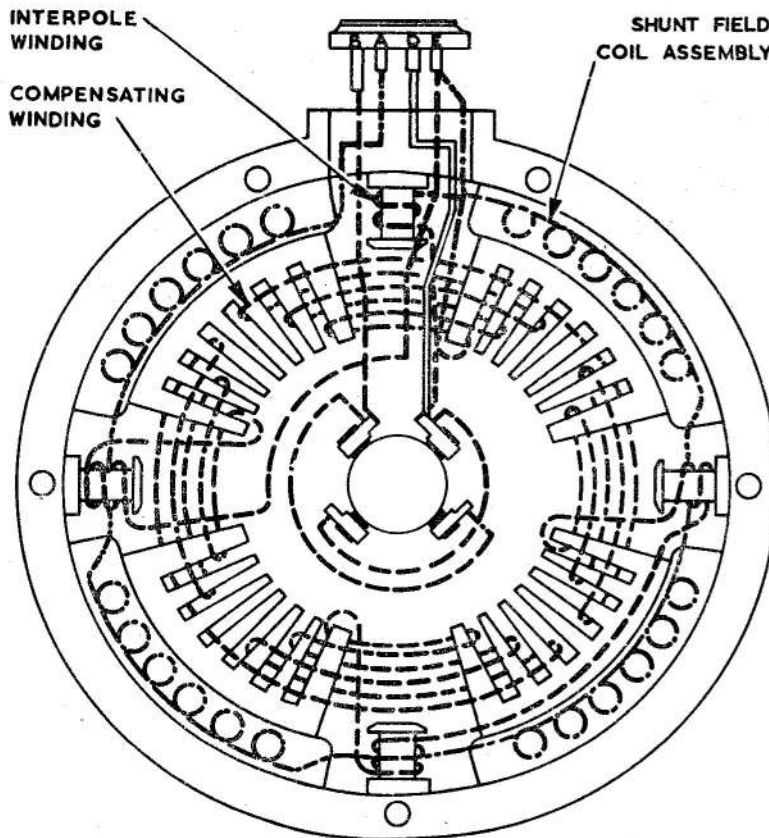 INTERPOLE
WINDING
COMPENSATING
WINDING
B A D E
SHUNT FIELD
COIL ASSEMBLY